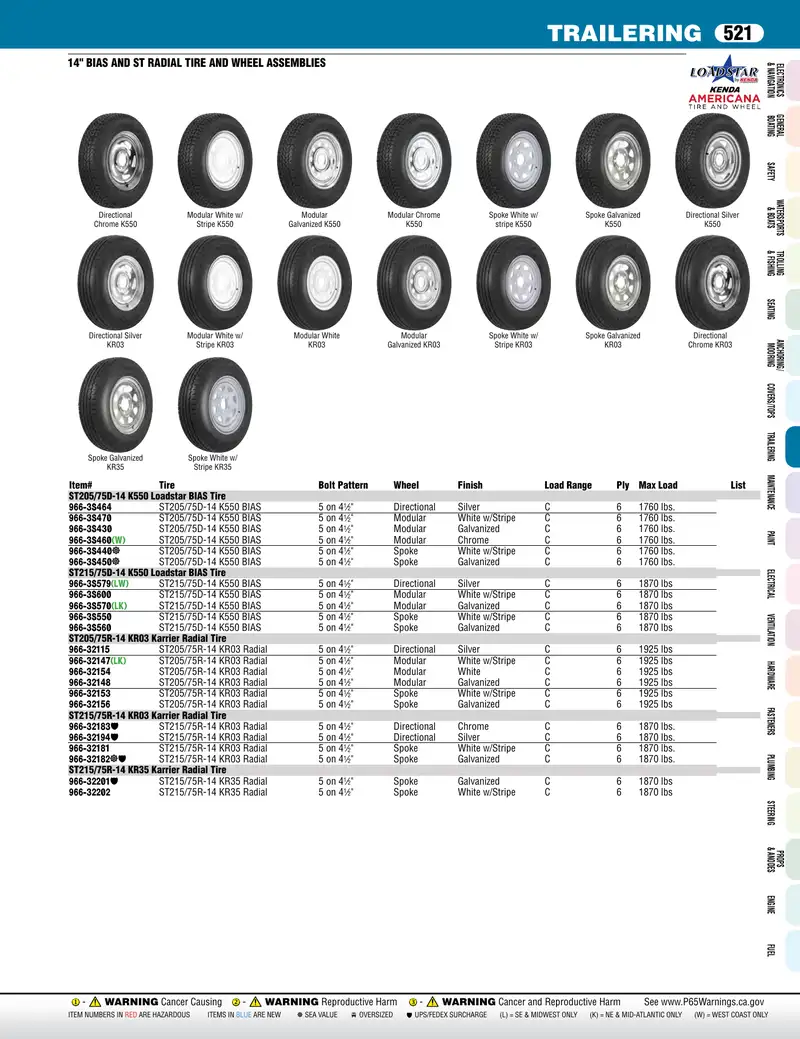 TRAILERING 521
14" BIAS AND ST RADIAL TIRE AND WHEEL ASSEMBLIES
LOADSTAR
by KENDA
KENDA
AMERICANA
TIRE AND WHEEL
Directional Chrome K550
Modular White w/ Stripe K550
Modular Galvanized K550
Modular Chrome K550
Spoke White w/ stripe K550
Spoke Galvanized K550
Directional Silver K550
Directional Silver KR03
Modular White w/ Stripe KR03
Modular White KR03
Modular Galvanized KR03
Spoke White w/ Stripe KR03
Spoke Galvanized KR03
Directional Chrome KR03
Spoke Galvanized KR35
Spoke White w/ Stripe KR35
Item# Tire Bolt Pattern Wheel Finish Load Range Ply Max Load List
ST205/75D-14 K550 Loadstar BIAS Tire
966-3S464 ST205/75D-14 K550 BIAS 5 on 4½" Directional Silver C 6 1760 lbs.
966-3S470 ST205/75D-14 K550 BIAS 5 on 4½" Modular White w/Stripe C 6 1760 lbs.
966-3S430 ST205/75D-14 K550 BIAS 5 on 4½" Modular Galvanized C 6 1760 lbs.
966-3S460(W) ST205/75D-14 K550 BIAS 5 on 4½" Modular Chrome C 6 1760 lbs.
966-3S440 ST205/75D-14 K550 BIAS 5 on 4½" Spoke White w/Stripe C 6 1760 lbs.
966-3S450 ST205/75D-14 K550 BIAS 5 on 4½" Spoke Galvanized C 6 1760 lbs.
ST215/75D-14 K550 Loadstar BIAS Tire
966-3S579(LW) ST215/75D-14 K550 BIAS 5 on 4½" Directional Silver C 6 1870 lbs
966-3S600 ST215/75D-14 K550 BIAS 5 on 4½" Modular White w/Stripe C 6 1870 lbs
966-3S570(LK) ST215/75D-14 K550 BIAS 5 on 4½" Modular Galvanized C 6 1870 lbs
966-3S550 ST215/75D-14 K550 BIAS 5 on 4½" Spoke White w/Stripe C 6 1870 lbs
966-3S560 ST215/75D-14 K550 BIAS 5 on 4½" Spoke Galvanized C 6 1870 lbs
ST205/75R-14 KR03 Karrier Radial Tire
966-32115 ST205/75R-14 KR03 Radial 5 on 4½" Directional Silver C 6 1925 lbs
966-32147(LK) ST205/75R-14 KR03 Radial 5 on 4½" Modular White w/Stripe C 6 1925 lbs
966-32154 ST205/75R-14 KR03 Radial 5 on 4½" Modular White C 6 1925 lbs
966-32148 ST205/75R-14 KR03 Radial 5 on 4½" Modular Galvanized C 6 1925 lbs
966-32153 ST205/75R-14 KR03 Radial 5 on 4½" Spoke White w/Stripe C 6 1925 lbs
966-32156 ST205/75R-14 KR03 Radial 5 on 4½" Spoke Galvanized C 6 1925 lbs
ST215/75R-14 KR03 Karrier Radial Tire
966-32183 ST215/75R-14 KR03 Radial 5 on 4½" Directional Chrome C 6 1870 lbs.
966-32194 ST215/75R-14 KR03 Radial 5 on 4½" Directional Silver C 6 1870 lbs.
966-32181 ST215/75R-14 KR03 Radial 5 on 4½" Spoke White w/Stripe C 6 1870 lbs.
966-32182 ST215/75R-14 KR03 Radial 5 on 4½" Spoke Galvanized C 6 1870 lbs.
ST215/75R-14 KR35 Karrier Radial Tire
966-32201 ST215/75R-14 KR35 Radial 5 on 4½" Spoke Galvanized C 6 1870 lbs
966-32202 ST215/75R-14 KR35 Radial 5 on 4½" Spoke White w/Stripe C 6 1870 lbs
ELECTRONICS & NAVIGATION
GENERAL BOATING
SAFETY
WATERSPORTS & BOATS
TROLLING & FISHING
SEATING
ANCHORING/ MOORING
COVERS/TOPS
TRAILERING
MAINTENANCE
PAINT
ELECTRICAL
VENTILATION
HARDWARE
FASTENERS
PLUMBING
STEERING
PROPS & ANODES
ENGINE
FUEL
1 - WARNING Cancer Causing 2 - WARNING Reproductive Harm 3 - WARNING Cancer and Reproductive Harm See www.P65Warnings.ca.gov
ITEM NUMBERS IN RED ARE HAZARDOUS ITEMS IN BLUE ARE NEW SEA VALUE OVERSIZED UPS/FEDEX SURCHARGE (L) = SE & MIDWEST ONLY (K) = NE & MID-ATLANTIC ONLY (W) = WEST COAST ONLY